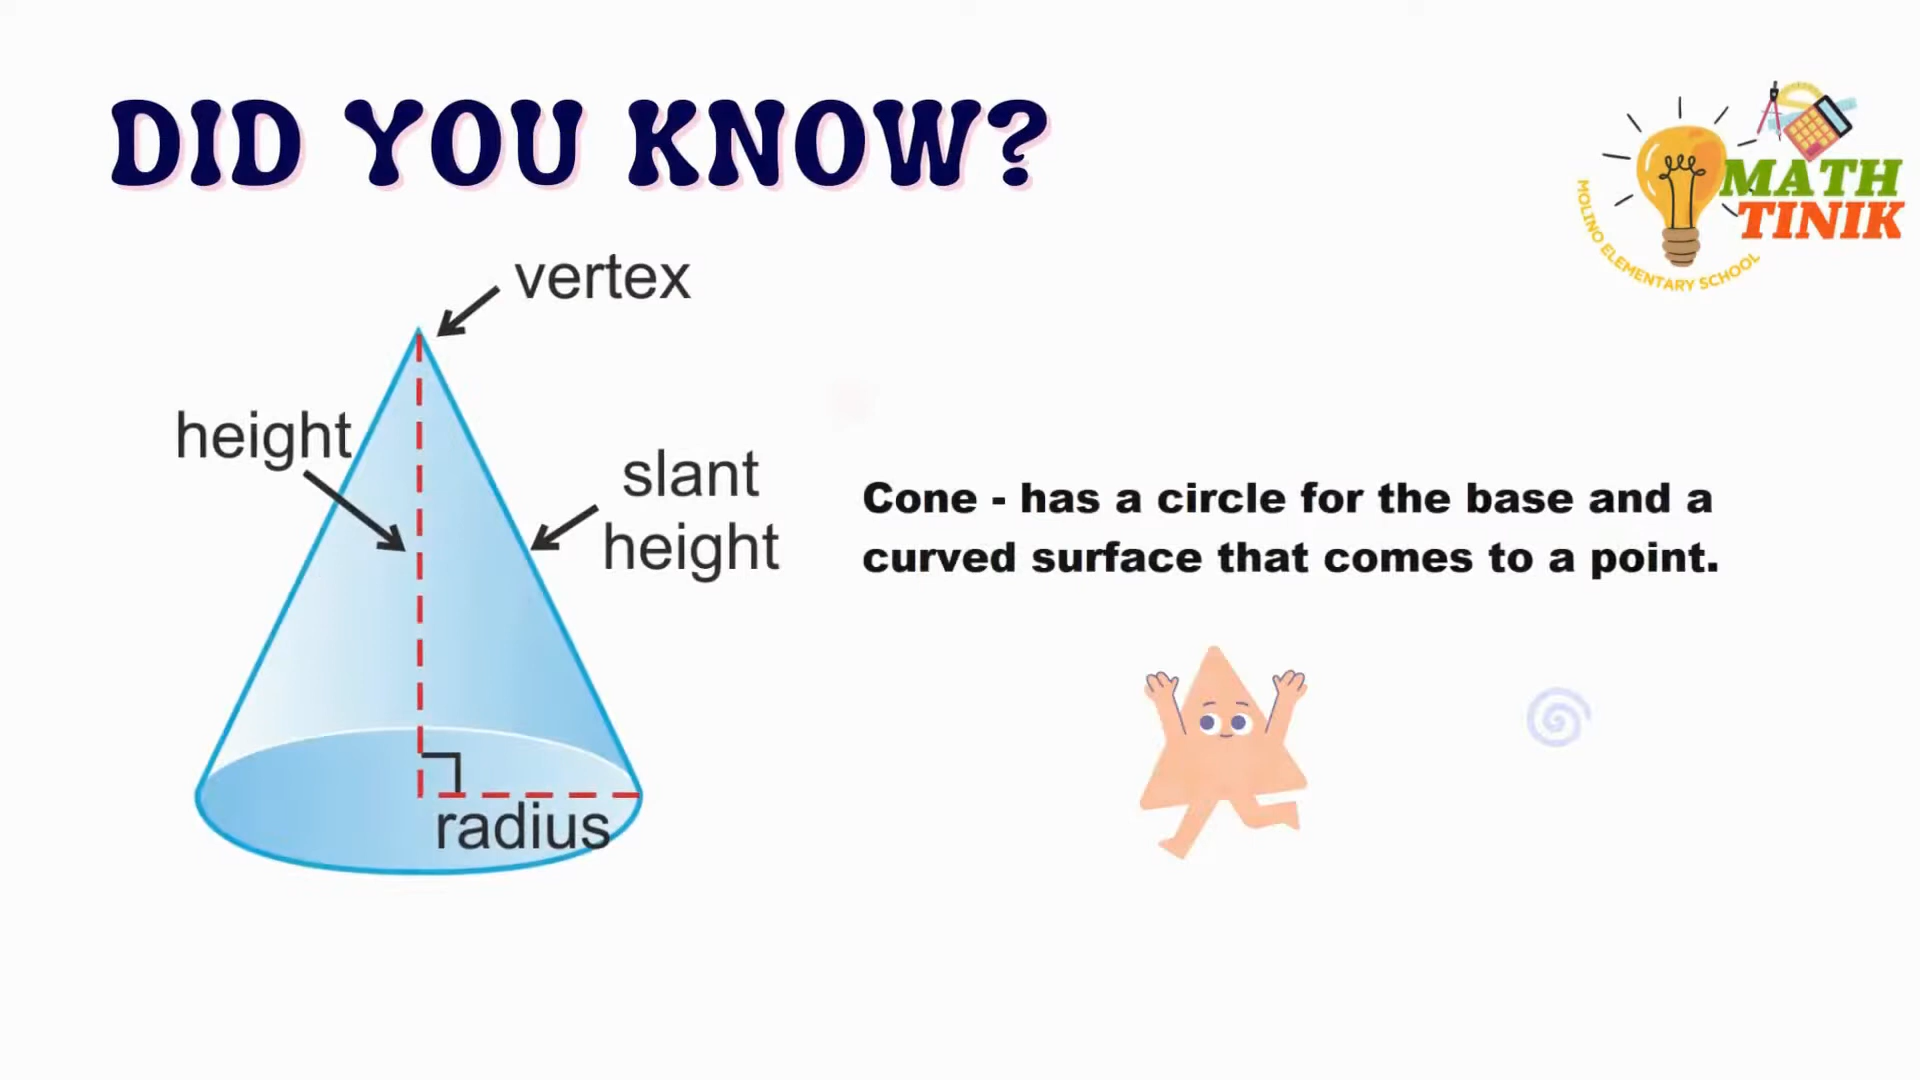 DID YOU KNOW?
MATH
TINIK
MOLINO ELEMENTARY SCHOOL
vertex
height
slant
height
radius
Cone - has a circle for the base and a
curved surface that comes to a point.